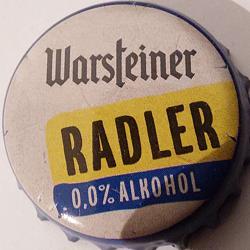 Warsteiner
RADLER
0,0% ALKOHOL